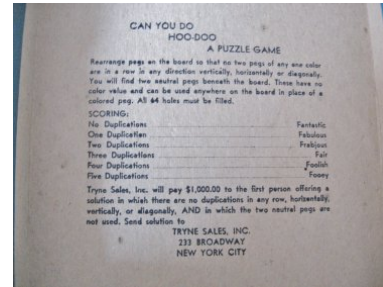 CAN YOU DO
HOO-DOO
A PUZZLE GAME
Rearrange pegs on the board so that no two pegs of any one color
are in a row in any direction vertically, horizontally or diagonally.
You will find two neutral pegs beneath the board. These have no
color value and can be used anywhere on the board in place of a
colored peg. All 64 holes must be filled.
SCORING:
No Duplications Fantastic
One Duplication Fabulous
Two Duplications Frabjous
Three Duplications Fair
Four Duplications Foolish
Five Duplications Fooey
Tryne Sales, Inc. will pay $1,000.00 to the first person offering a
solution in which there are no duplications in any row, horizontally,
vertically, or diagonally, AND in which the two neutral pegs are
not used. Send solution to
TRYNE SALES, INC.
233 BROADWAY
NEW YORK CITY